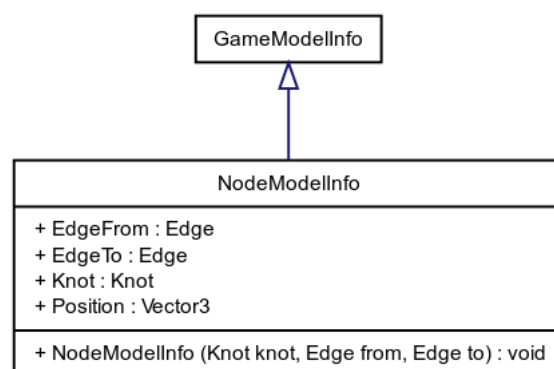 GameModelInfo
NodeModelInfo
+ EdgeFrom : Edge
+ EdgeTo : Edge
+ Knot : Knot
+ Position : Vector3
+ NodeModelInfo (Knot knot, Edge from, Edge to) : void